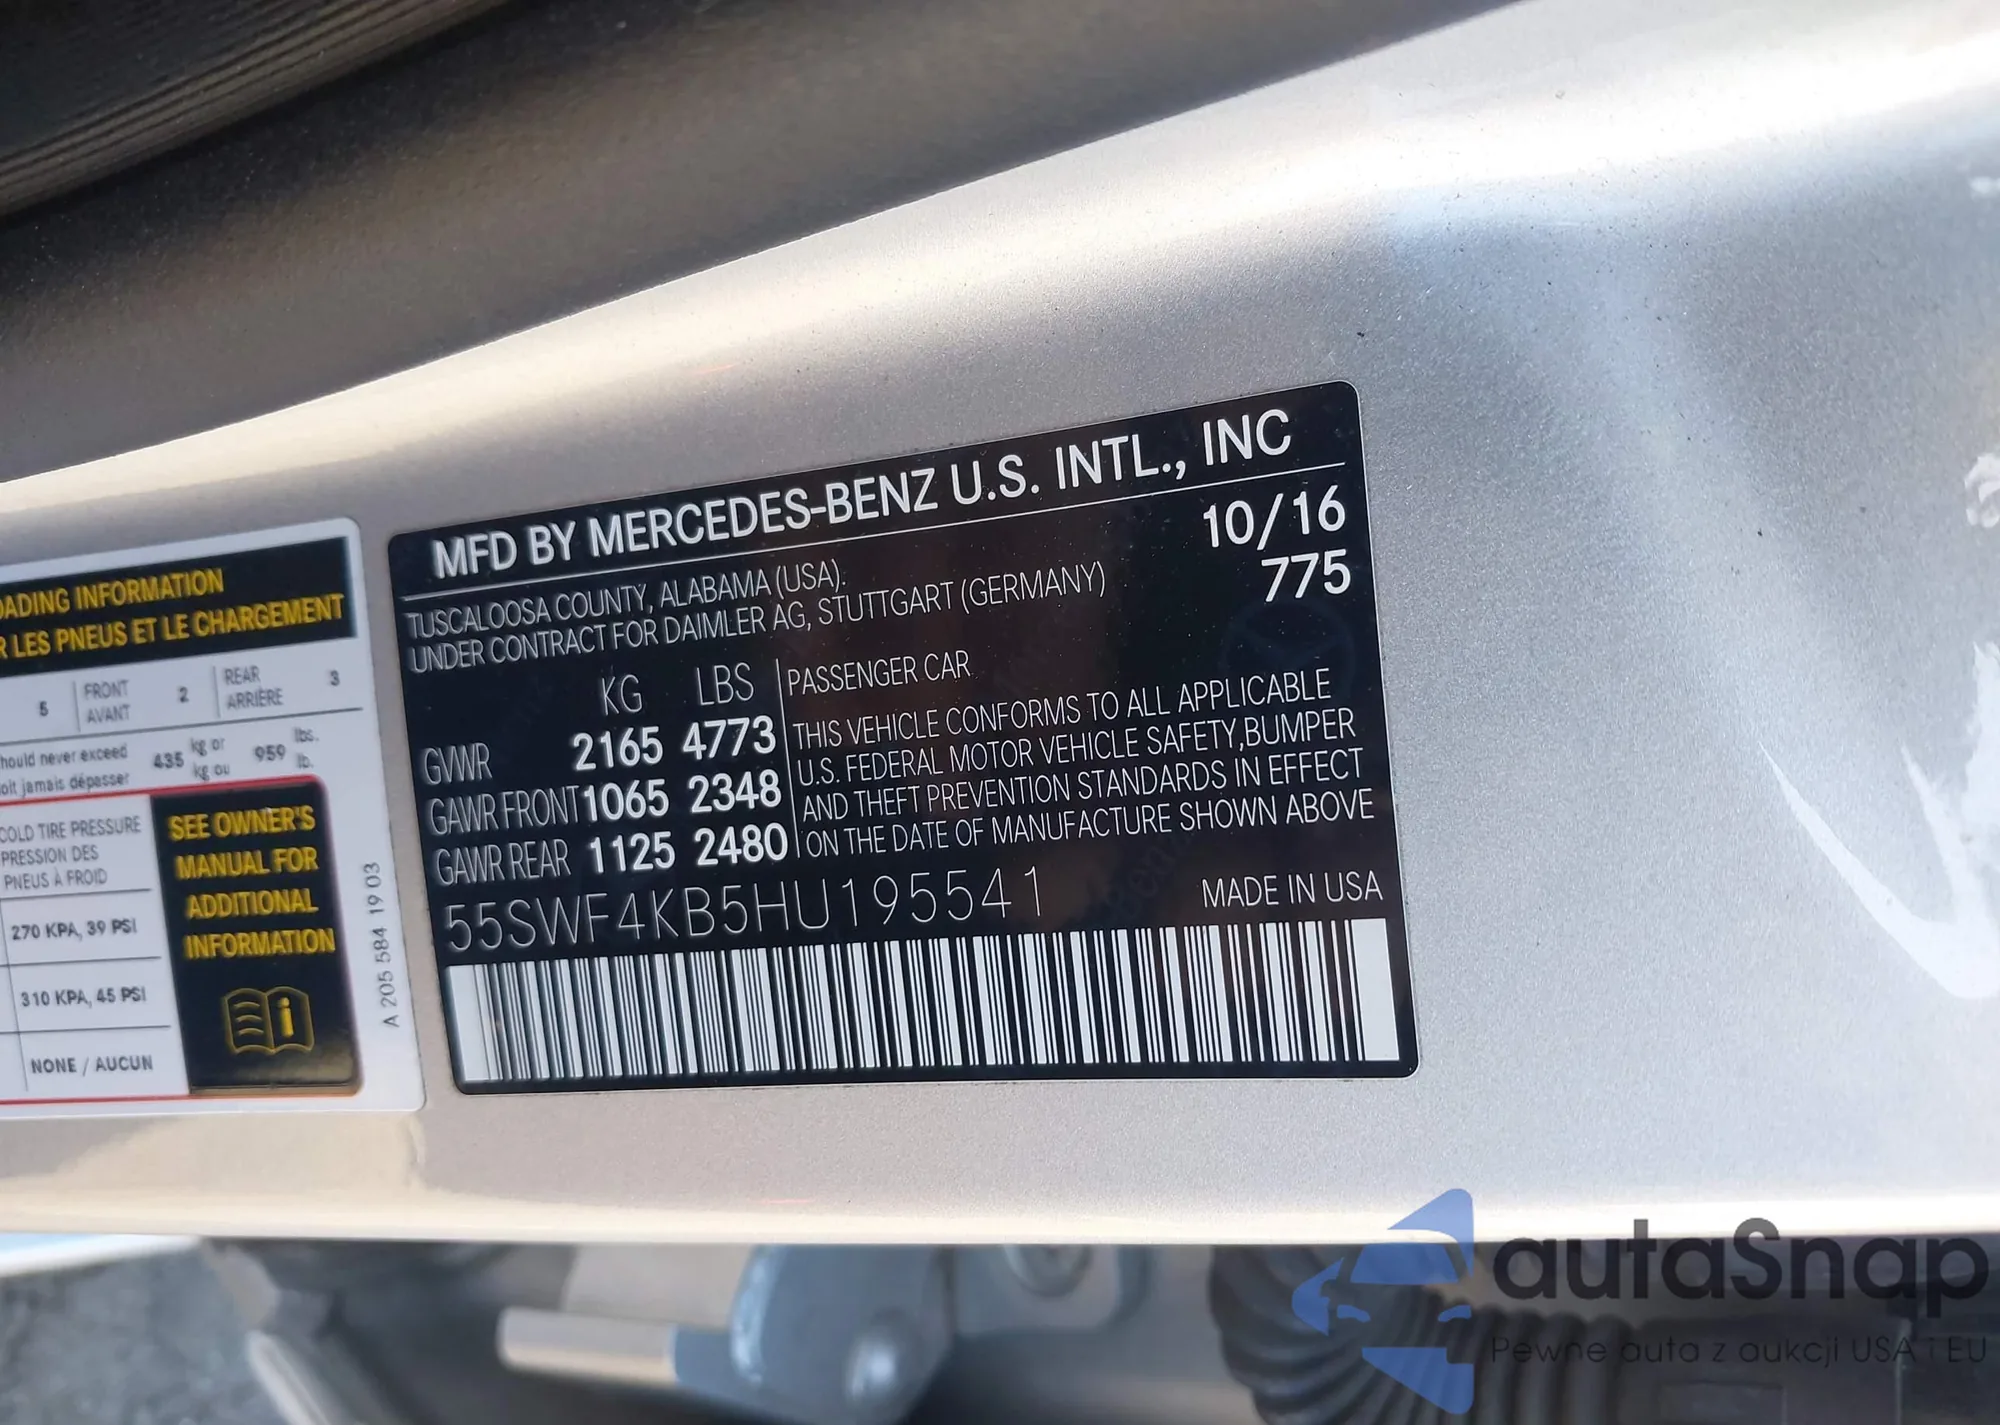 MFD BY MERCEDES-BENZ U.S. INTL., INC
10/16
775
TUSCALOOSA COUNTY, ALABAMA (USA).
UNDER CONTRACT FOR DAIMLER AG, STUTTGART (GERMANY)
KG LBS
GVWR 2165 4773
GAWR FRONT 1065 2348
GAWR REAR 1125 2480
PASSENGER CAR
THIS VEHICLE CONFORMS TO ALL APPLICABLE
U.S. FEDERAL MOTOR VEHICLE SAFETY,BUMPER
AND THEFT PREVENTION STANDARDS IN EFFECT
ON THE DATE OF MANUFACTURE SHOWN ABOVE
55SWF4KB5HU195541
MADE IN USA
OADING INFORMATION
R LES PNEUS ET LE CHARGEMENT
5 FRONT AVANT 2 REAR ARRIÈRE 3
hould never exceed 435 kg or 959 lbs.
oit jamais dépasser kg ou lb.
COLD TIRE PRESSURE
PRESSION DES
PNEUS À FROID
270 KPA, 39 PSI
310 KPA, 45 PSI
NONE / AUCUN
SEE OWNER'S
MANUAL FOR
ADDITIONAL
INFORMATION
A 205 584 19 03
autaSnap
Pewne auta z aukcji USA i EU